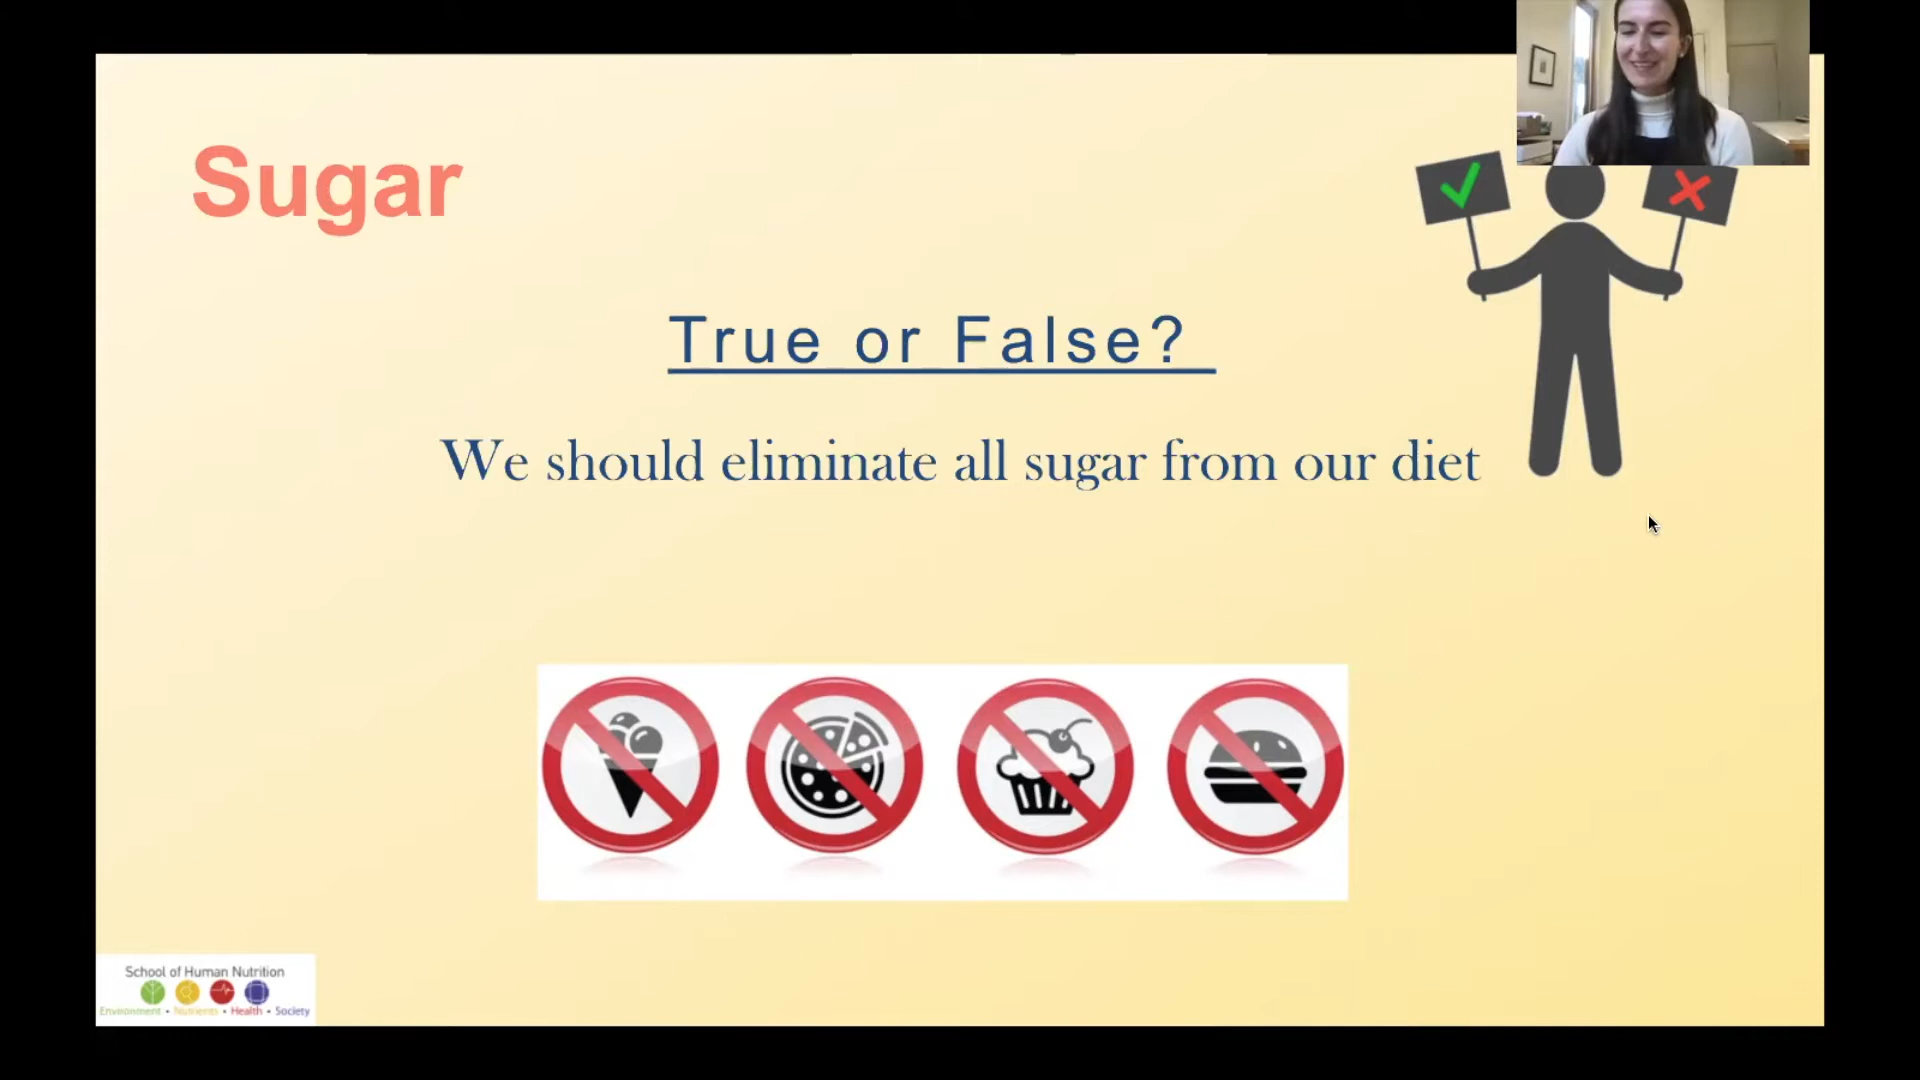 Sugar
True or False?
We should eliminate all sugar from our diet
School of Human Nutrition
Environment • Nutrients • Health • Society